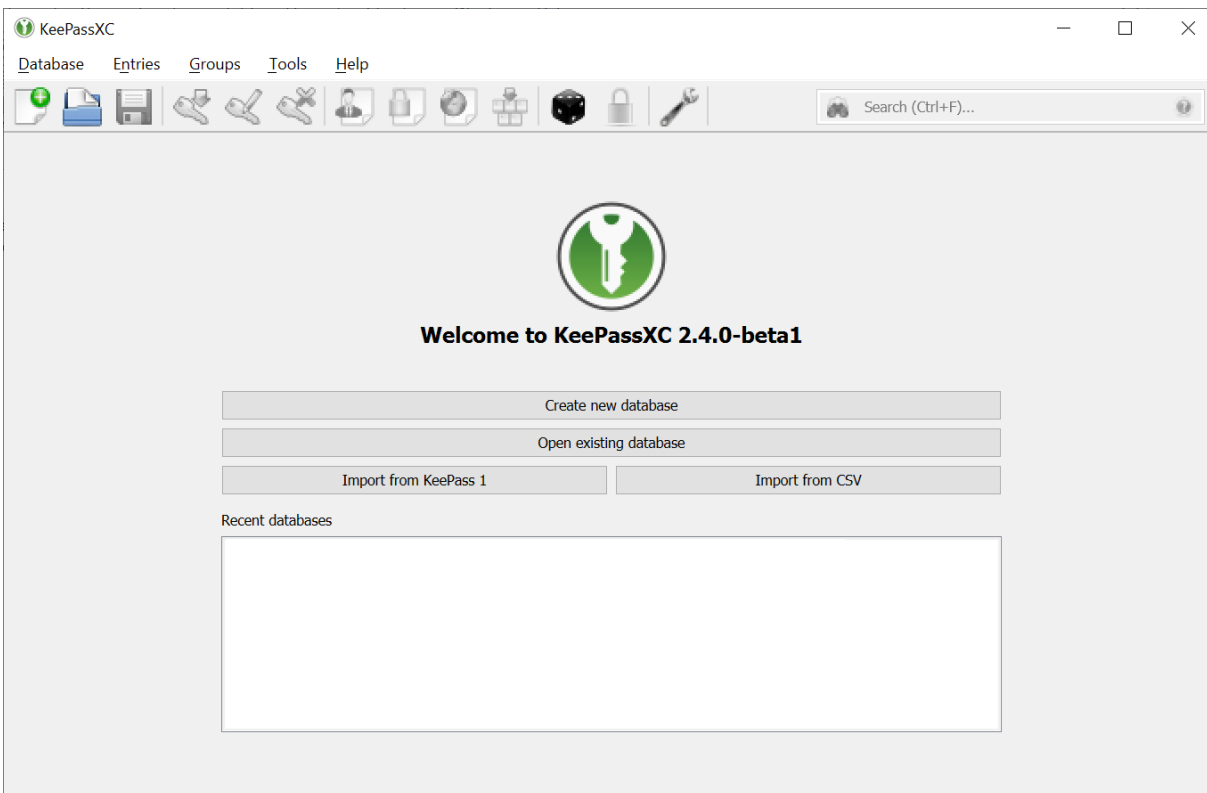 KeePassXC
Database Entries Groups Tools Help
Search (Ctrl+F)...
Welcome to KeePassXC 2.4.0-beta1
Create new database
Open existing database
Import from KeePass 1 Import from CSV
Recent databases